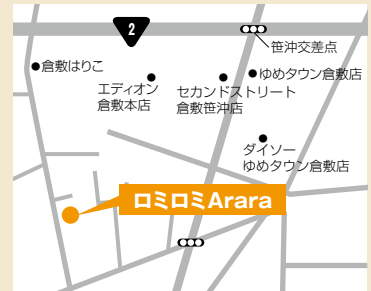 2
笹沖交差点
倉敷はりこ
エディオン
倉敷本店
セカンドストリート
倉敷笹沖店
ゆめタウン倉敷店
ダイソー
ゆめタウン倉敷店
ロミロミArara